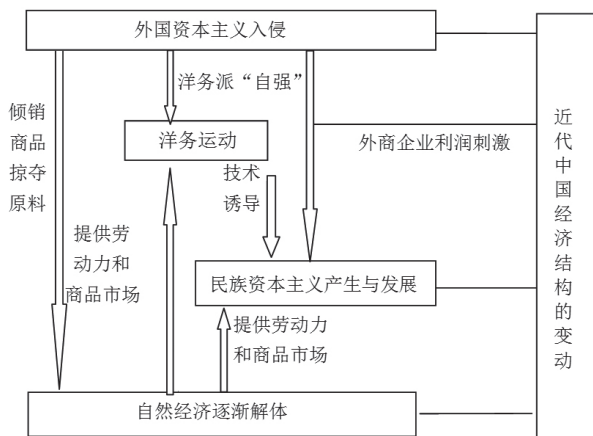 外国资本主义入侵
洋务派“自强”
倾销
商品
掠夺
原料
洋务运动
外商企业利润刺激
技术
诱导
提供劳
动力和
商品市场
民族资本主义产生与发展
提供劳动力
和商品市场
自然经济逐渐解体
近代中国经济结构的变动